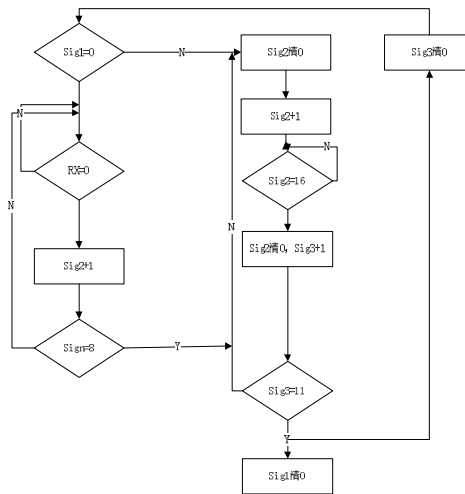 Sig1=0
N
Sig2清0
Sig3清0
Sig2+1
N
N
RX=0
Sig2=16
N
N
Sig2清0, Sig3+1
Sig2+1
Sign=8
Y
Sig3=11
Y
Sig1清0